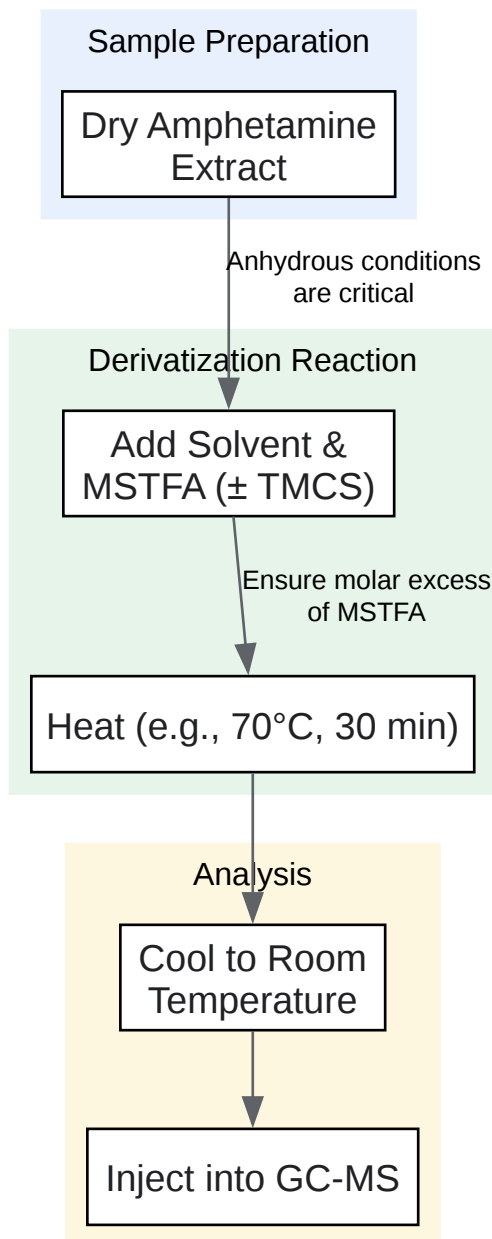 Sample Preparation
Dry Amphetamine
Extract
Anhydrous conditions
are critical
Derivatization Reaction
Add Solvent &
MSTFA (± TMCS)
Ensure molar excess
of MSTFA
Heat (e.g., 70°C, 30 min)
Analysis
Cool to Room
Temperature
Inject into GC-MS